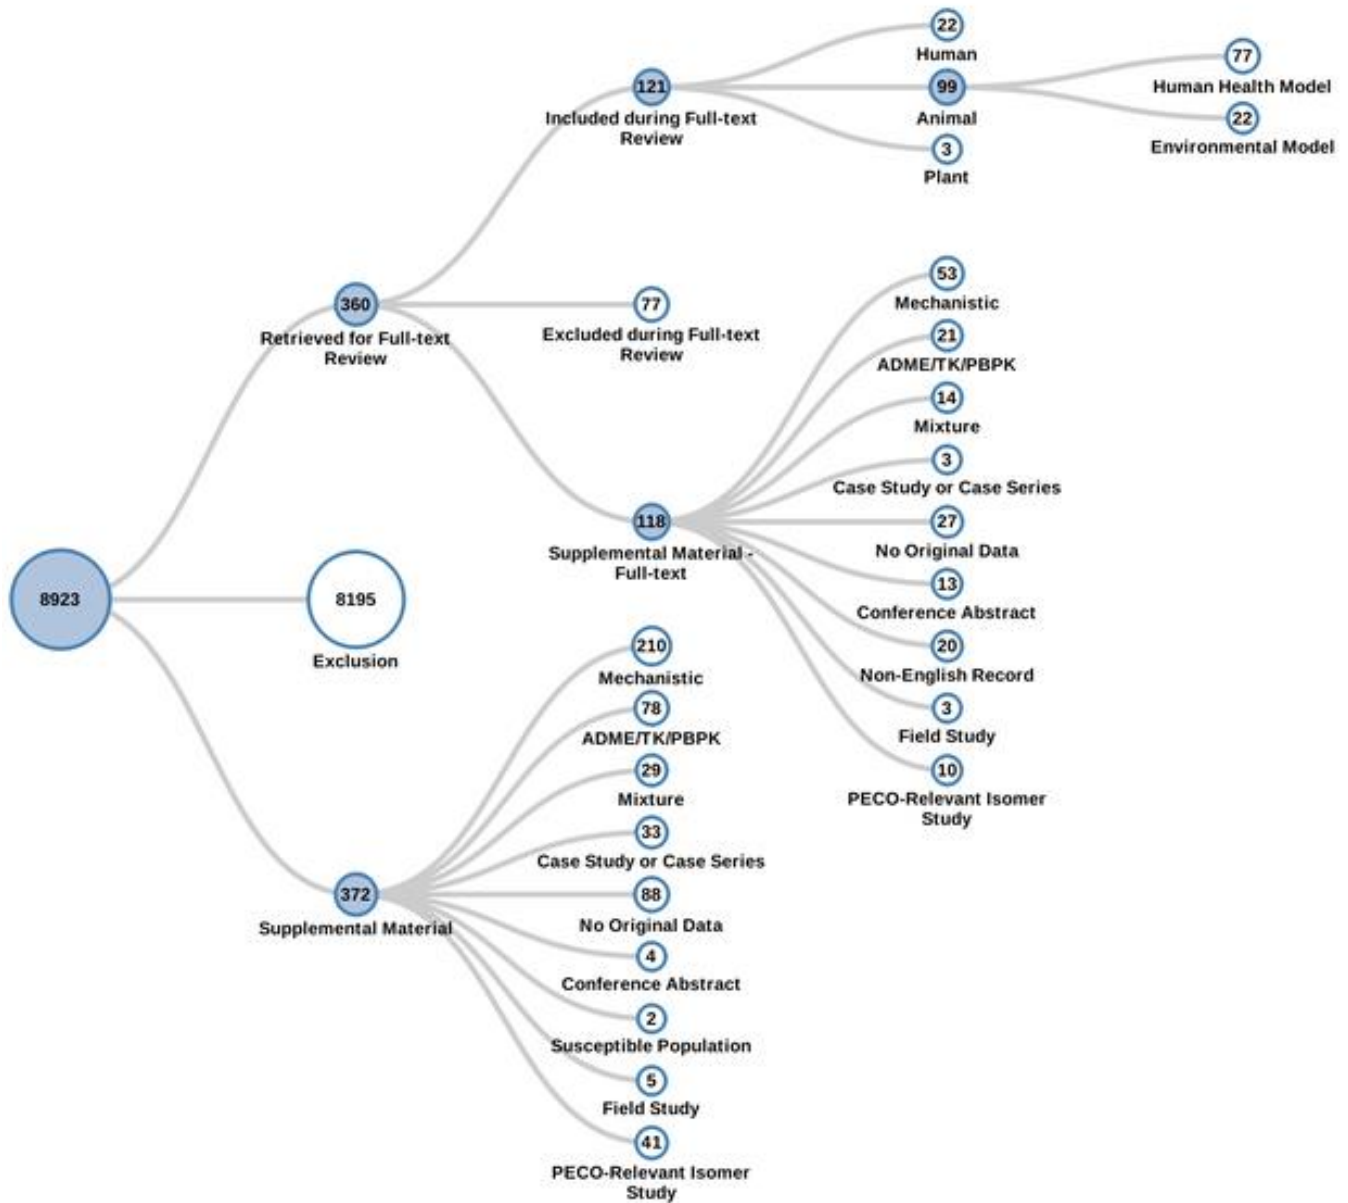 22
Human
77
Human Health Model
121
Included during Full-text
Review
99
Animal
22
Environmental Model
3
Plant
360
Retrieved for Full-text
Review
77
Excluded during Full-text
Review
53
Mechanistic
21
ADME/TK/PBPK
14
Mixture
3
Case Study or Case Series
118
Supplemental Material -
Full-text
27
No Original Data
13
Conference Abstract
20
Non-English Record
3
Field Study
10
PECO-Relevant Isomer
Study
8923
8195
Exclusion
210
Mechanistic
78
ADME/TK/PBPK
29
Mixture
33
Case Study or Case Series
372
Supplemental Material
88
No Original Data
4
Conference Abstract
2
Susceptible Population
5
Field Study
41
PECO-Relevant Isomer
Study